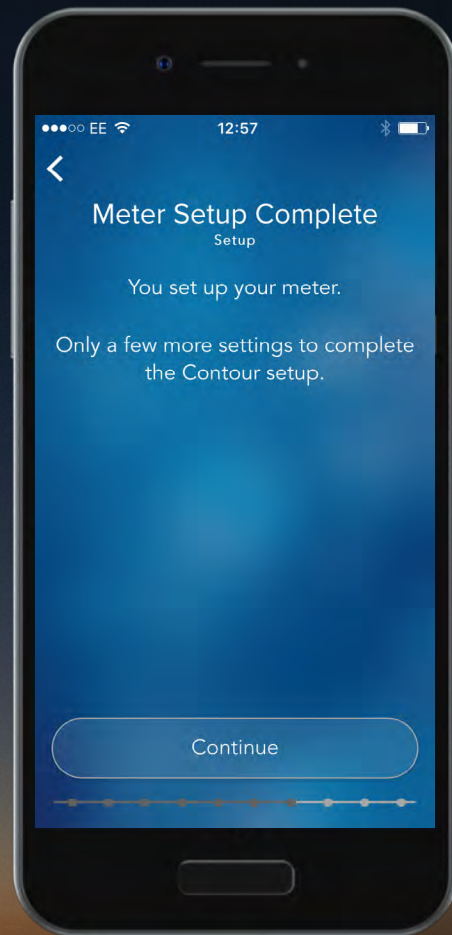 EE 12:57
Meter Setup Complete
Setup
You set up your meter.
Only a few more settings to complete
the Contour setup.
Continue